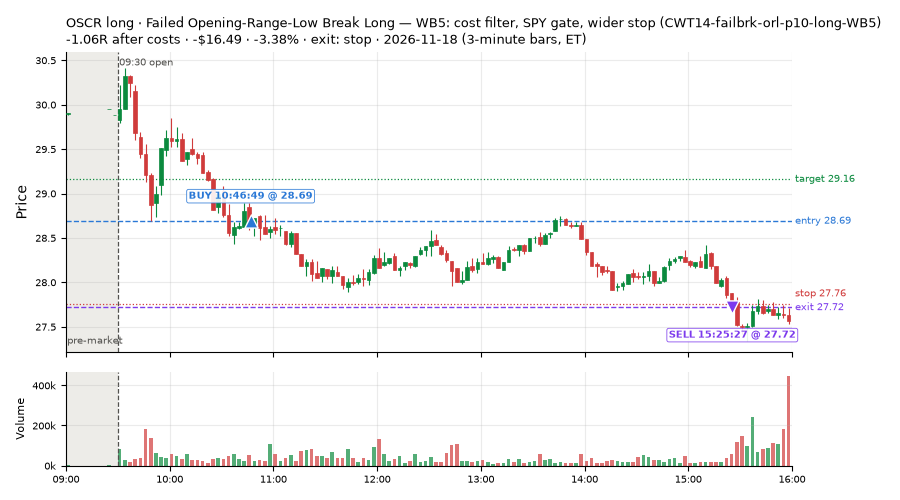 OSCR long · Failed Opening-Range-Low Break Long — WB5: cost filter, SPY gate, wider stop (CWT14-failbrk-orl-p10-long-WB5)
-1.06R after costs · -$16.49 · -3.38% · exit: stop · 2026-11-18 (3-minute bars, ET)
30.5
09:30 open
30.0
29.5
target 29.16
29.0
BUY 10:46:49 @ 28.69
entry 28.69
28.5
28.0
stop 27.76
exit 27.72
27.5
SELL 15:25:27 @ 27.72
pre-market
Price
400k
200k
0k
Volume
09:00
10:00
11:00
12:00
13:00
14:00
15:00
16:00